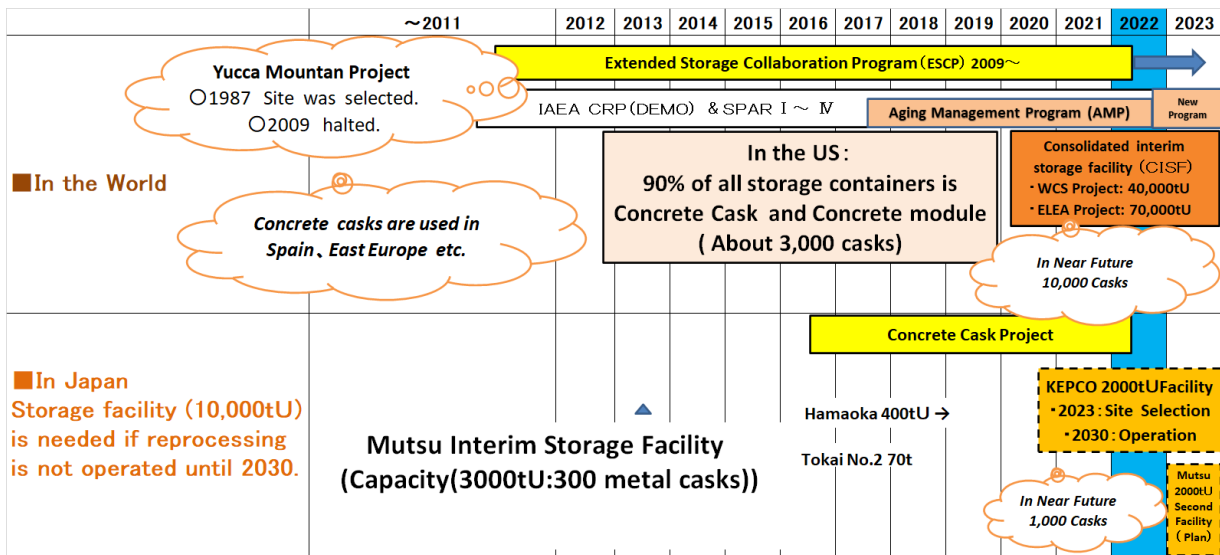 ～2011 2012 2013 2014 2015 2016 2017 2018 2019 2020 2021 2022 2023
Extended Storage Collaboration Program（ESCP) 2009～
Yucca Mountan Project
○1987 Site was selected.
○2009 halted.
IAEA CRP(DEMO) ＆SPAR Ⅰ～ Ⅳ
Aging Management Program (AMP)
New
Program
■In the World
In the US：
90% of all storage containers is
Concrete Cask and Concrete module
( About 3,000 casks)
Consolidated interim
storage facility (CISF)
・WCS Project: 40,000tU
・ELEA Project: 70,000tU
Concrete casks are used in
Spain、East Europe etc.
In Near Future
10,000 Casks
Concrete Cask Project
■In Japan
Storage facility (10,000tU)
is needed if reprocessing
is not operated until 2030.
KEPCO 2000tU Facility
・2023：Site Selection
・2030：Operation
Hamaoka 400tU →
Mutsu Interim Storage Facility
(Capacity(3000tU:300 metal casks))
Tokai No.2 70t
In Near Future
1,000 Casks
Mutsu
2000tU
Second
Facility
( Plan)